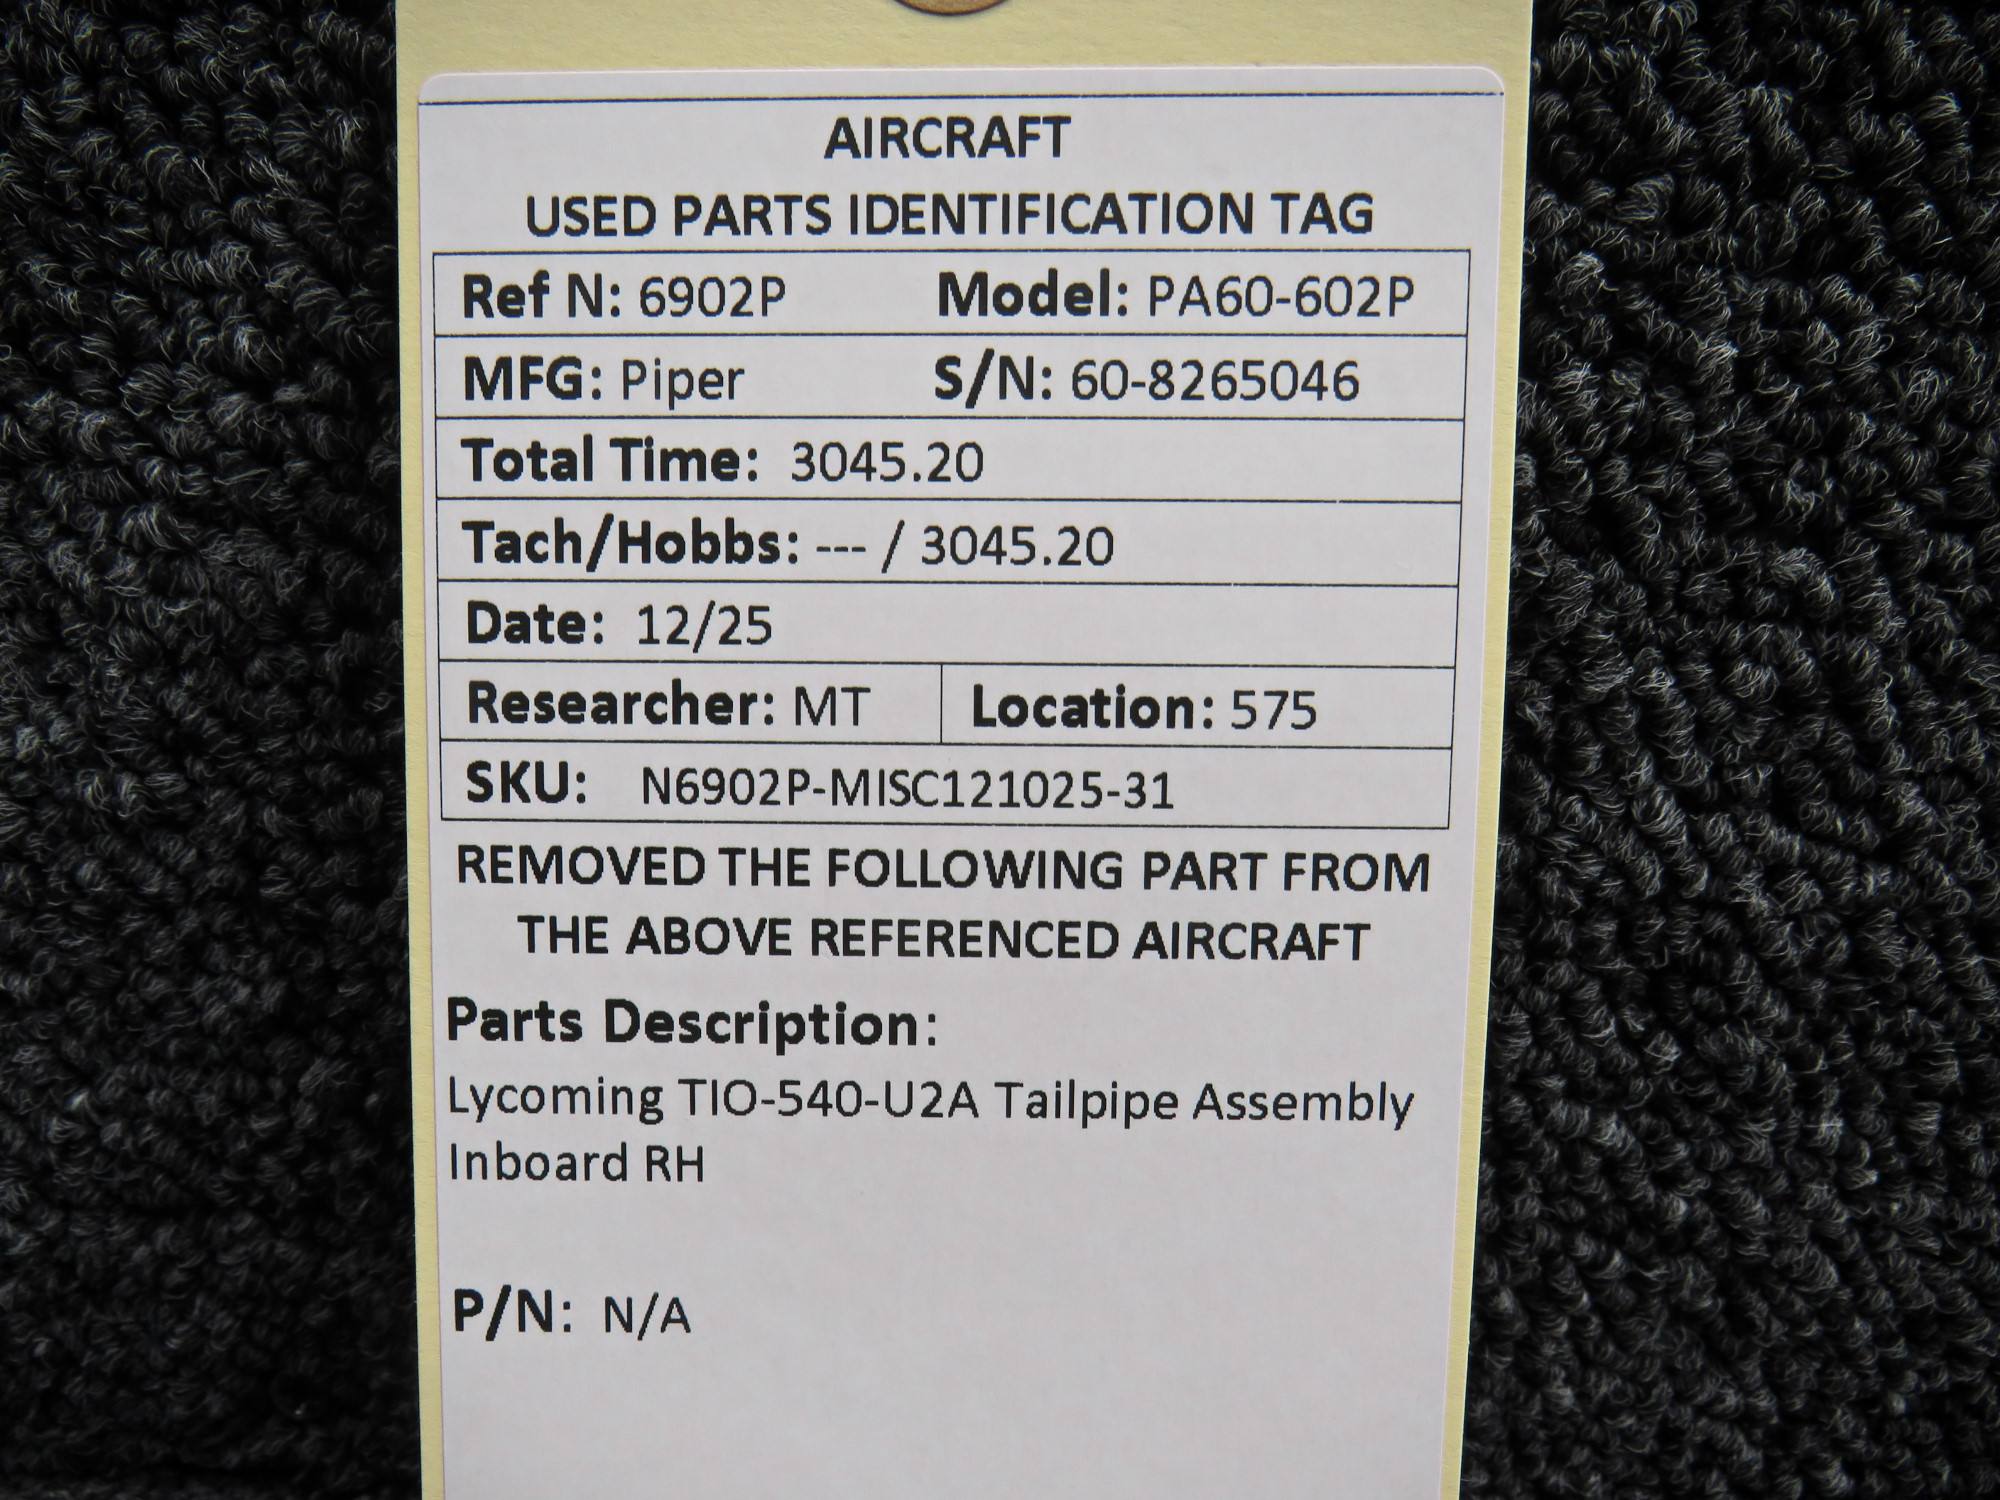 AIRCRAFT
USED PARTS IDENTIFICATION TAG
Ref N: 6902P Model: PA60-602P
MFG: Piper S/N: 60-8265046
Total Time: 3045.20
Tach/Hobbs: --- / 3045.20
Date: 12/25
Researcher: MT Location: 575
SKU: N6902P-MISC121025-31
REMOVED THE FOLLOWING PART FROM
THE ABOVE REFERENCED AIRCRAFT
Parts Description:
Lycoming TIO-540-U2A Tailpipe Assembly
Inboard RH
P/N: N/A